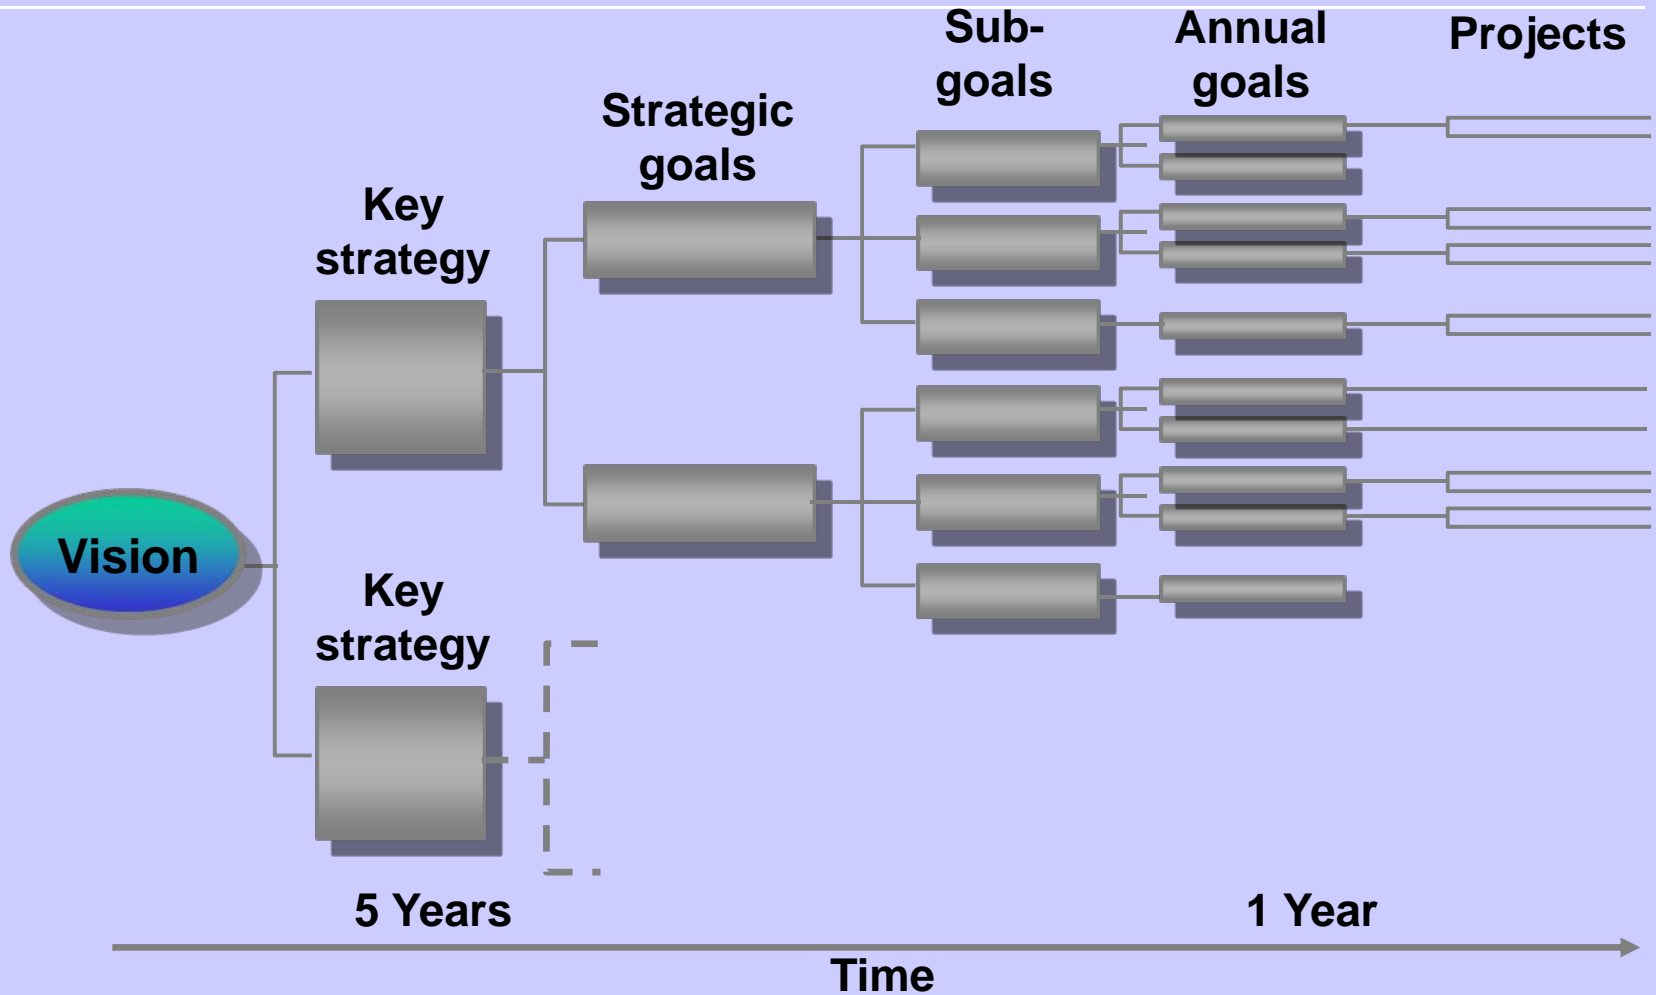 Sub-
goals
Annual
goals
Projects
Strategic
goals
Key
strategy
Vision
Key
strategy
5 Years
1 Year
Time